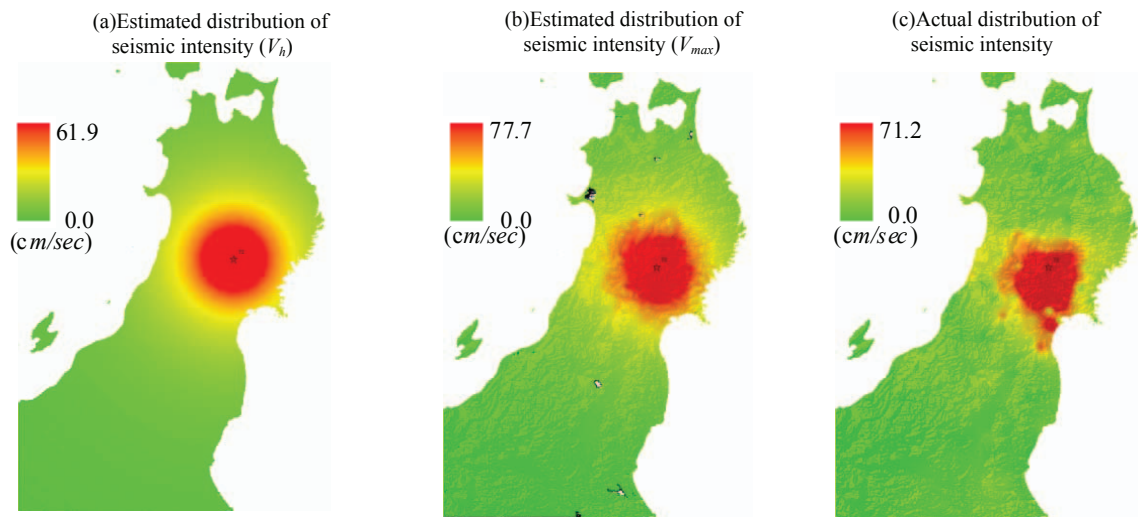 (a)Estimated distribution of
seismic intensity (Vh)
61.9
0.0
(cm/sec)
(b)Estimated distribution of
seismic intensity (Vmax)
77.7
0.0
(cm/sec)
(c)Actual distribution of
seismic intensity
71.2
0.0
(cm/sec)